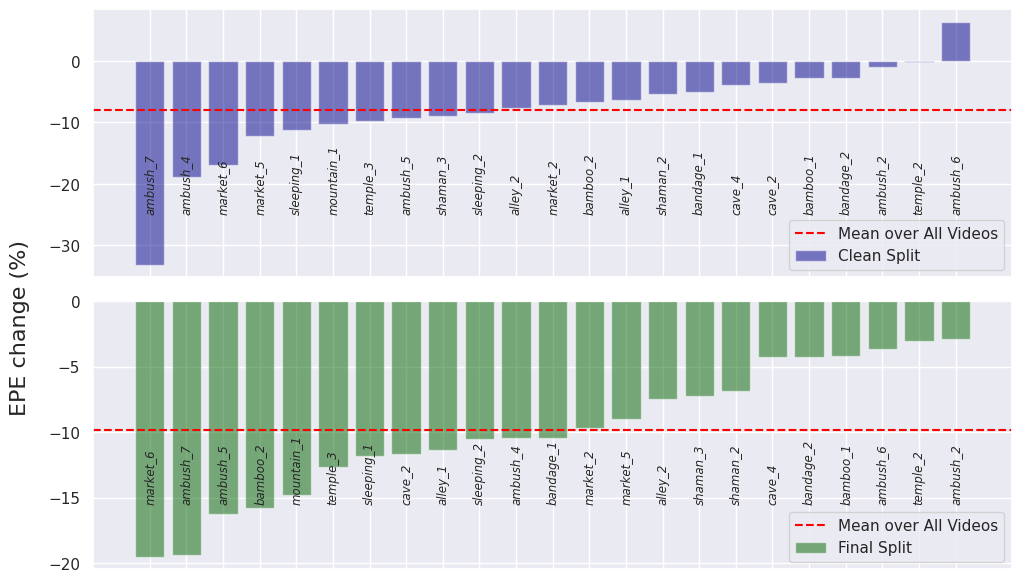 EPE change (%)
0
−10
−20
−30
ambush_7
ambush_4
market_6
market_5
sleeping_1
mountain_1
temple_3
ambush_5
shaman_3
sleeping_2
alley_2
market_2
bamboo_2
alley_1
shaman_2
bandage_1
cave_4
cave_2
bamboo_1
bandage_2
ambush_2
temple_2
ambush_6
Mean over All Videos
Clean Split
0
−5
−10
−15
−20
market_6
ambush_7
ambush_5
bamboo_2
mountain_1
temple_3
sleeping_1
cave_2
alley_1
sleeping_2
ambush_4
bandage_1
market_2
market_5
alley_2
shaman_3
shaman_2
cave_4
bandage_2
bamboo_1
ambush_6
temple_2
ambush_2
Mean over All Videos
Final Split